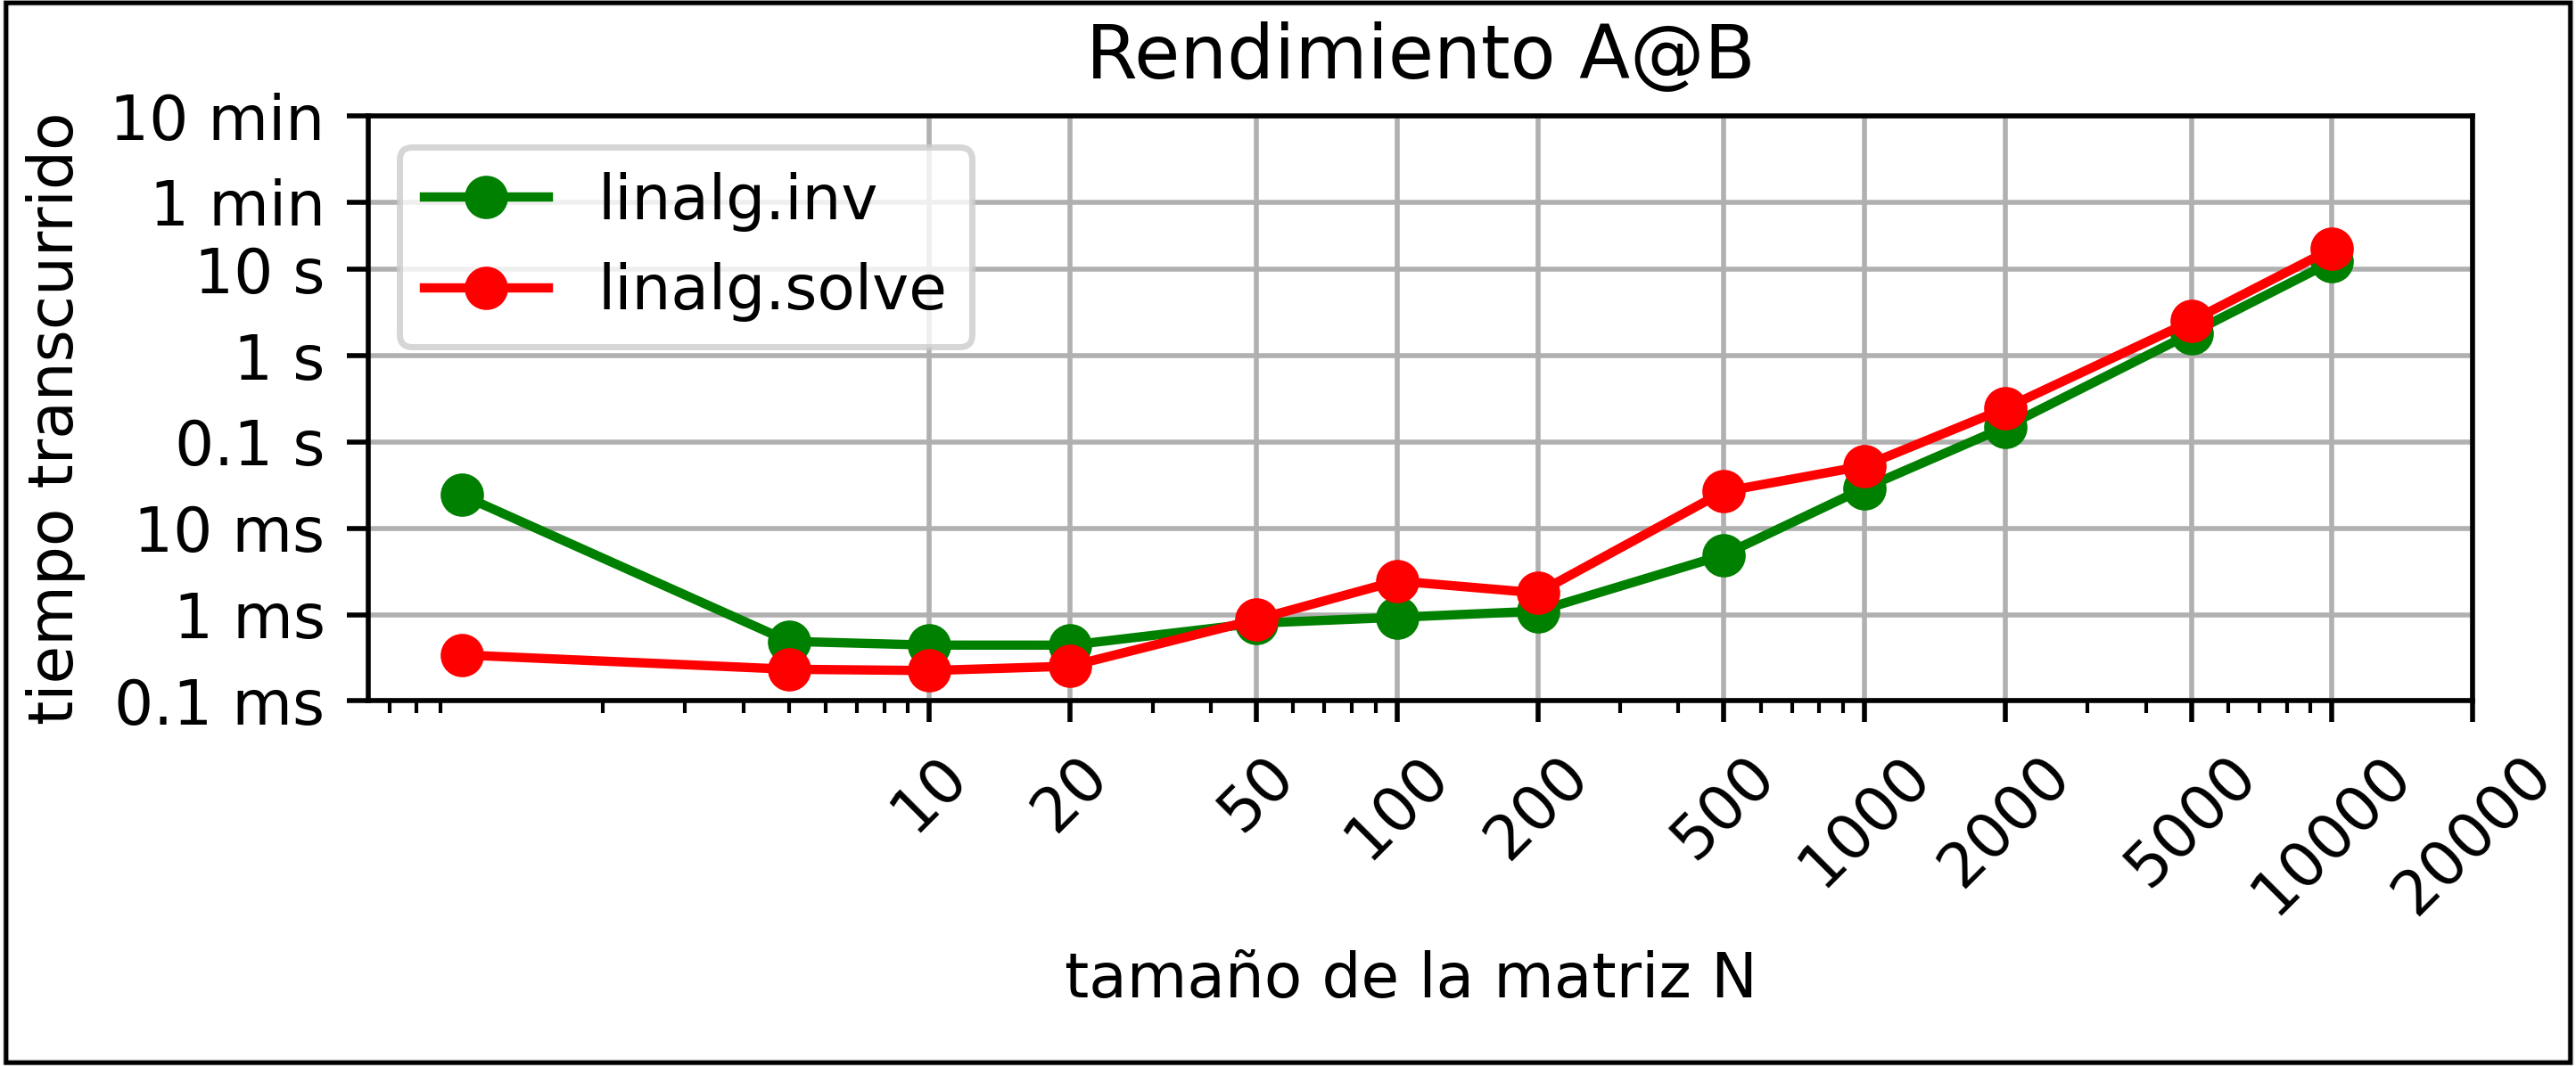 Rendimiento A@B
tiempo transcurrido
10 min
1 min
10 s
1 s
0.1 s
10 ms
1 ms
0.1 ms
linalg.inv
linalg.solve
10
20
50
100
200
500
1000
2000
5000
10000
20000
tamaño de la matriz N